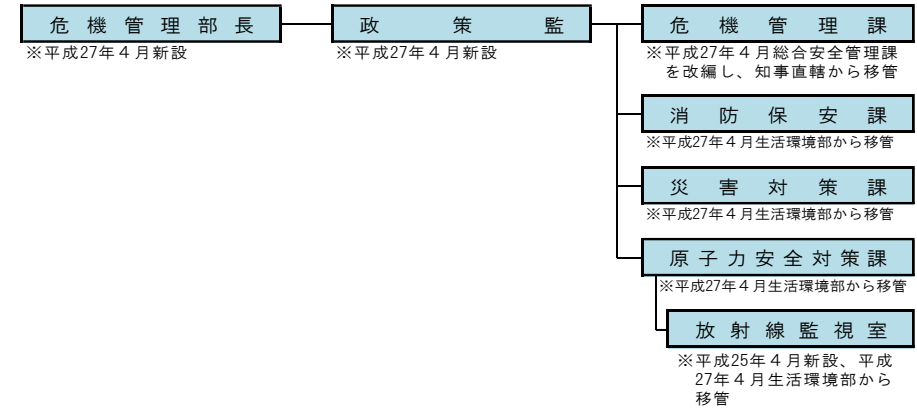 危機管理部長
※平成27年４月新設
政策監
※平成27年４月新設
危機管理課
※平成27年４月総合安全管理課
を改編し、知事直轄から移管
消防保安課
※平成27年４月生活環境部から移管
災害対策課
※平成27年４月生活環境部から移管
原子力安全対策課
※平成27年４月生活環境部から移管
放射線監視室
※平成25年４月新設、平成
27年４月生活環境部から
移管